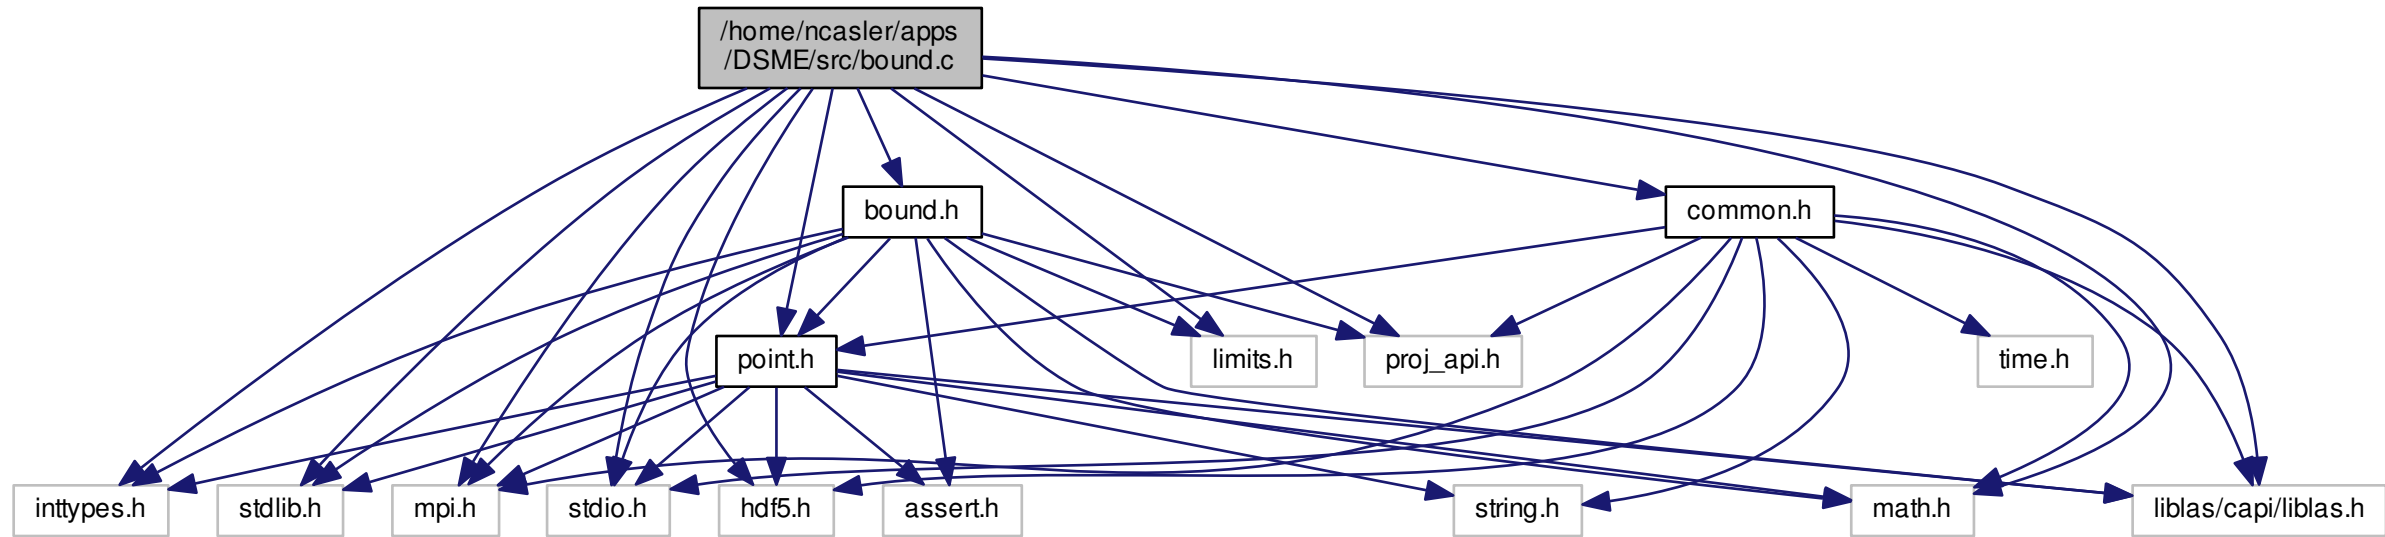 /home/ncasler/apps
/DSME/src/bound.c
bound.h
common.h
point.h
limits.h
proj_api.h
time.h
inttypes.h
stdlib.h
mpi.h
stdio.h
hdf5.h
assert.h
string.h
math.h
liblas/capi/liblas.h